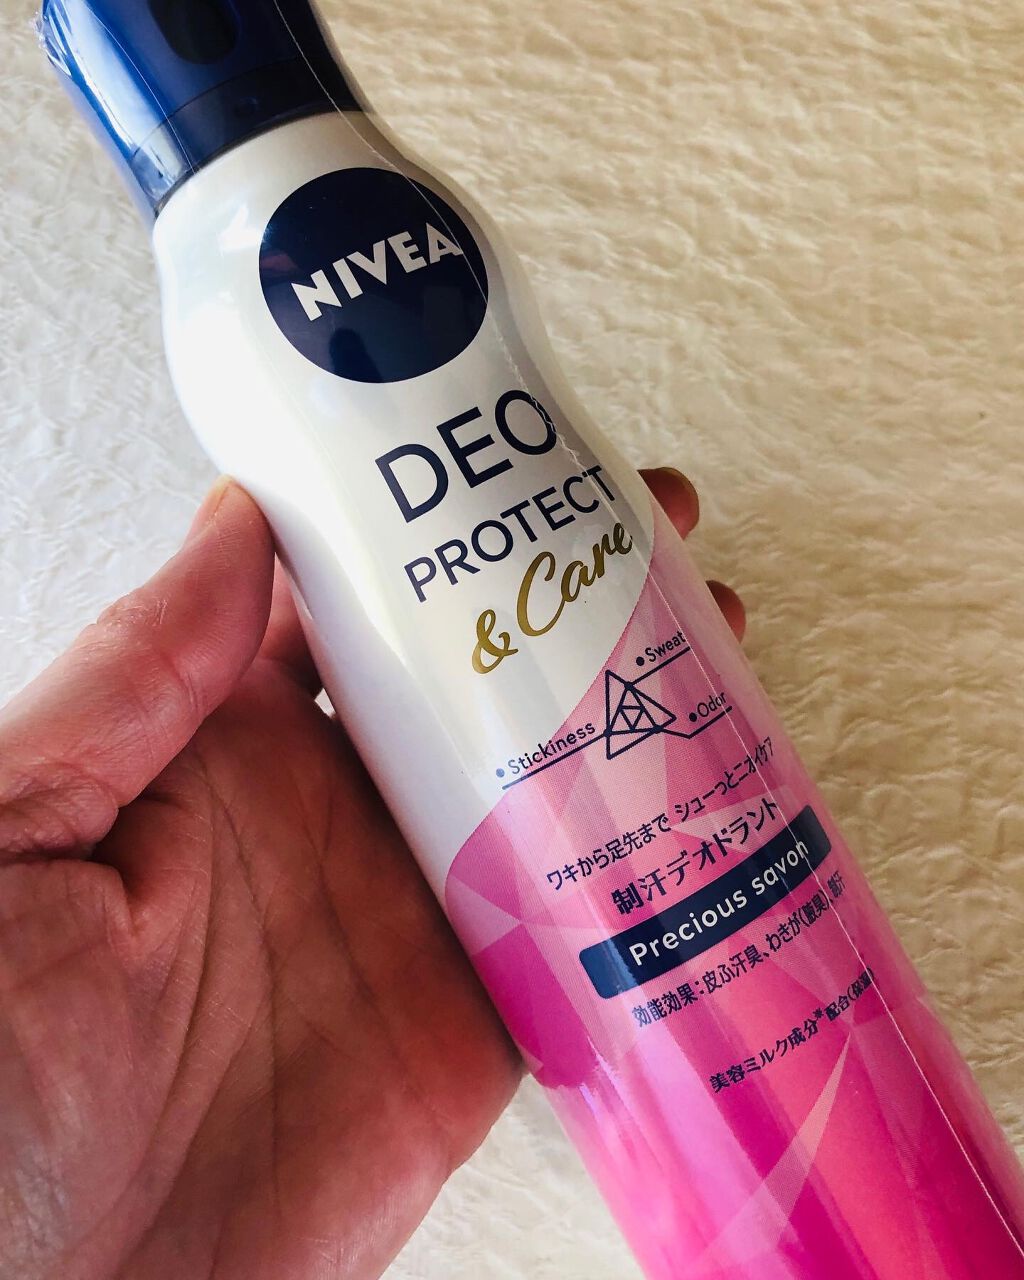 NIVEA
DEO
PROTECT
& Care
•Sweat
•Odor
•Stickiness
ワキから足先まで シューっとニオイケア
制汗デオドラント
Precious savon
効能効果:皮ふ汗臭、わきが(腋臭)、制汗
美容ミルク成分※配合(保湿)